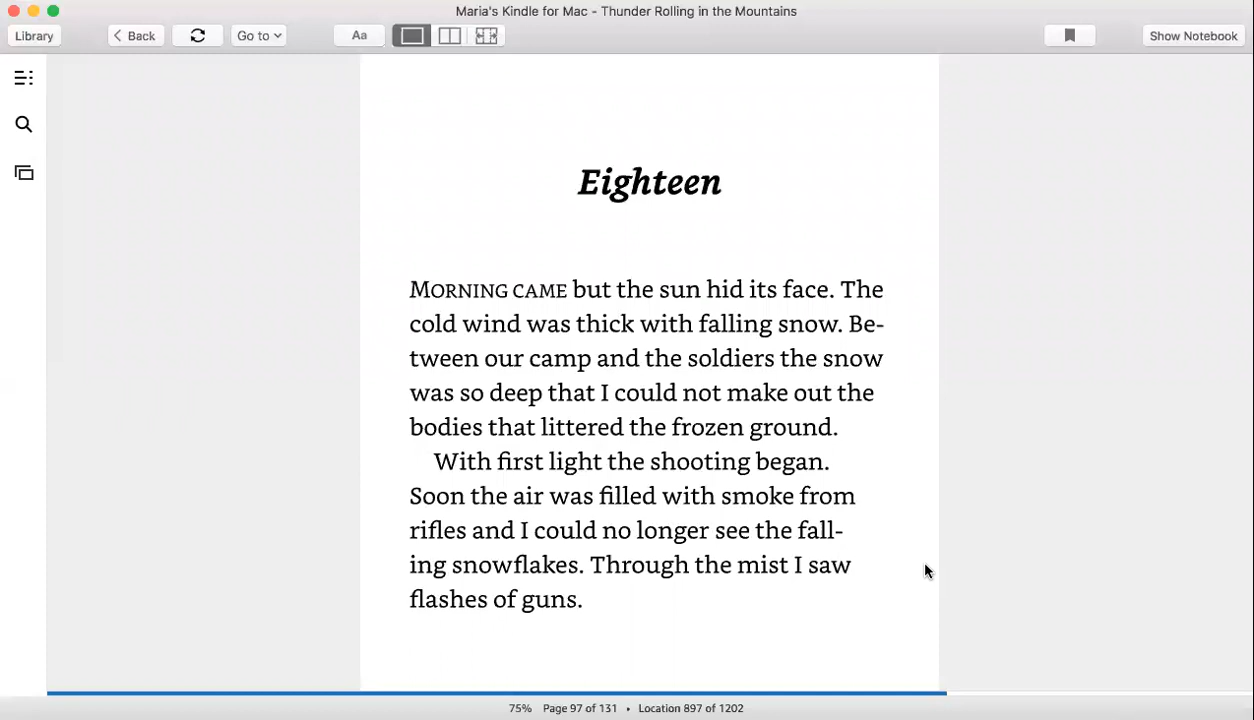 Maria's Kindle for Mac - Thunder Rolling in the Mountains
Library
Back
Go to
Aa
Show Notebook
Eighteen
MORNING CAME but the sun hid its face. The
cold wind was thick with falling snow. Be-
tween our camp and the soldiers the snow
was so deep that I could not make out the
bodies that littered the frozen ground.
With first light the shooting began.
Soon the air was filled with smoke from
rifles and I could no longer see the fall-
ing snowflakes. Through the mist I saw
flashes of guns.
75% Page 97 of 131 • Location 897 of 1202